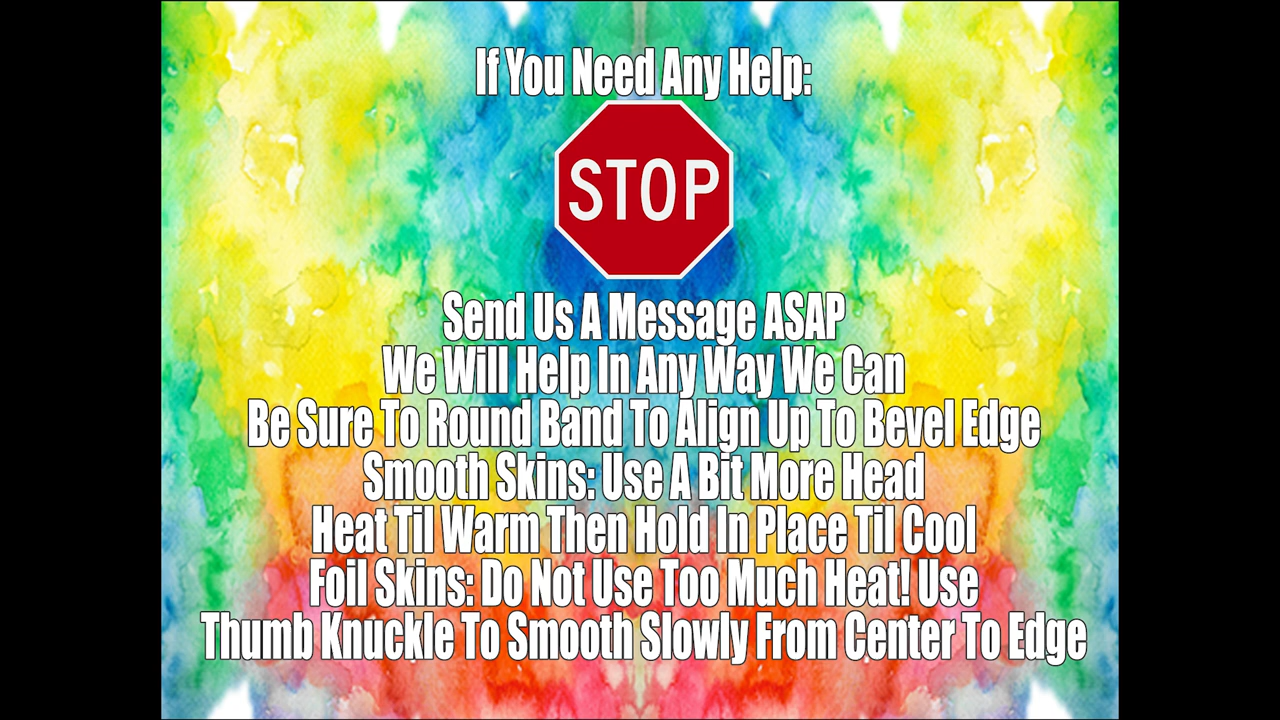 If You Need Any Help:
STOP
Send Us A Message ASAP
We Will Help In Any Way We Can
Be Sure To Round Band To Align Up To Bevel Edge
Smooth Skins: Use A Bit More Head
Heat Til Warm Then Hold In Place Til Cool
Foil Skins: Do Not Use Too Much Heat! Use
Thumb Knuckle To Smooth Slowly From Center To Edge